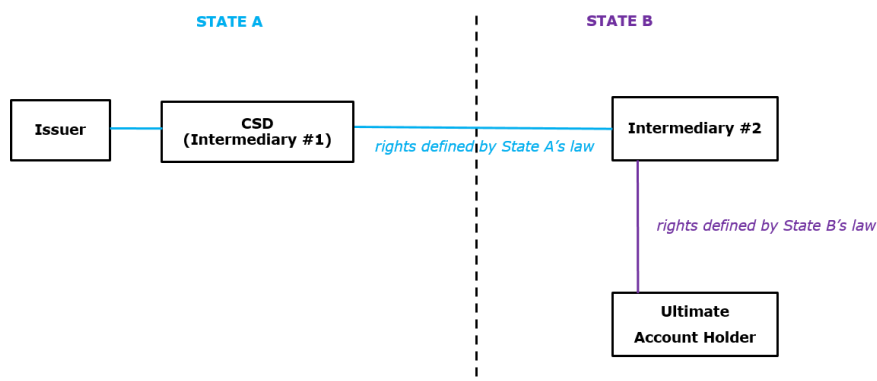 STATE A
STATE B
Issuer
CSD
(Intermediary #1)
Intermediary #2
rights defined by State A's law
rights defined by State B's law
Ultimate
Account Holder